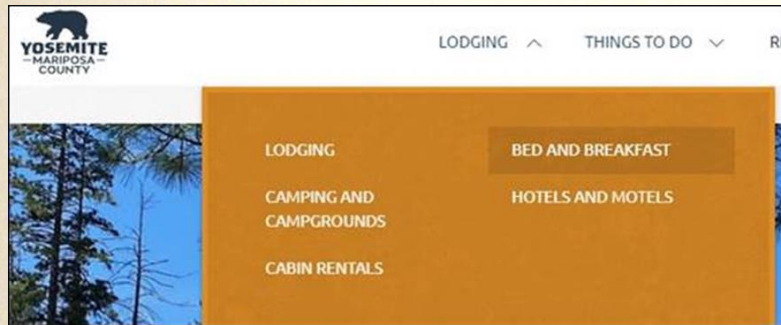 YOSEMITE
MARIPOSA
COUNTY
LODGING
THINGS TO DO
LODGING
BED AND BREAKFAST
CAMPING AND
CAMPGROUNDS
HOTELS AND MOTELS
CABIN RENTALS